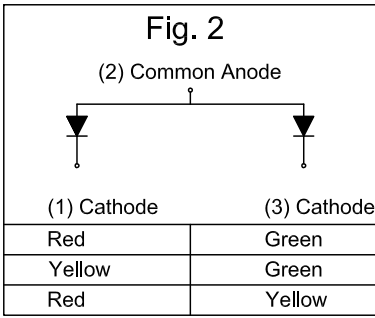 Fig. 2
(2) Common Anode
(1) Cathode (3) Cathode
Red Green
Yellow Green
Red Yellow